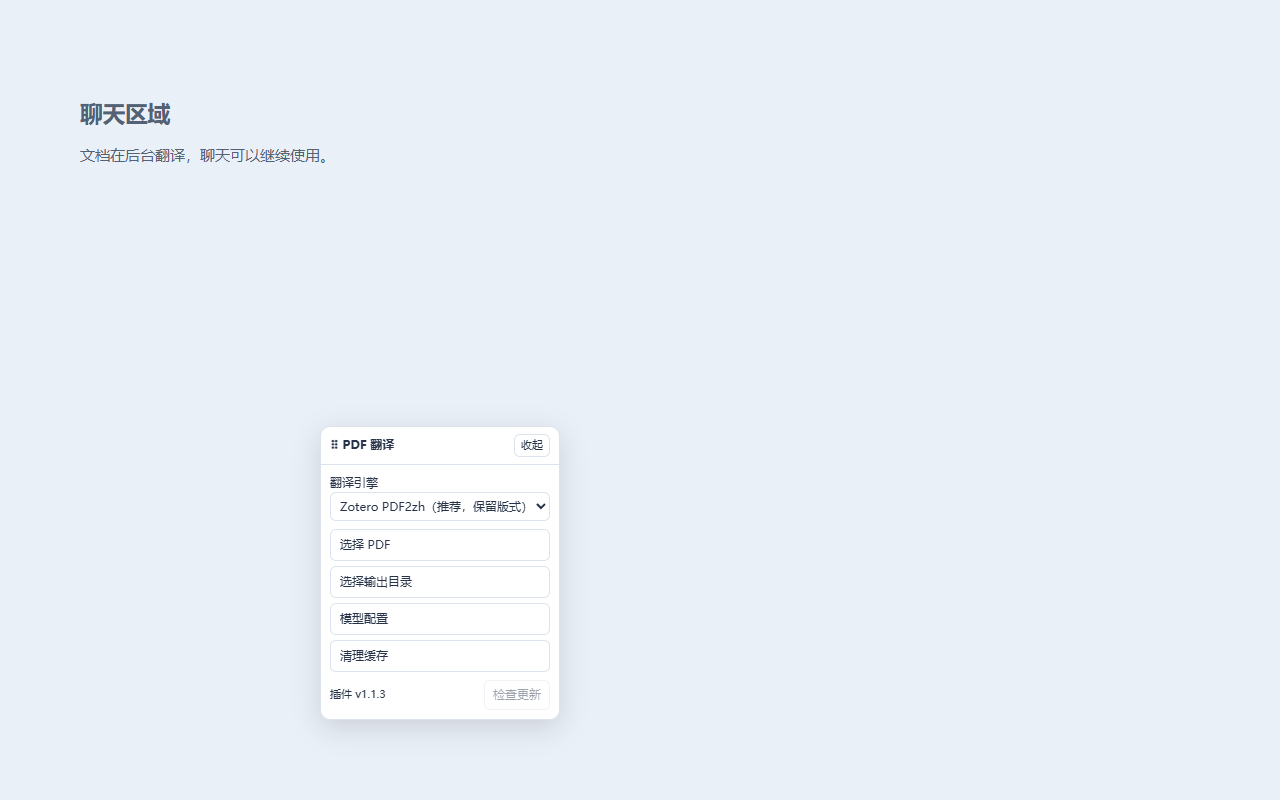 聊天区域
文档在后台翻译，聊天可以继续使用。
⠿ PDF 翻译
收起
翻译引擎
Zotero PDF2zh（推荐，保留版式）
选择 PDF
选择输出目录
模型配置
清理缓存
插件 v1.1.3
检查更新